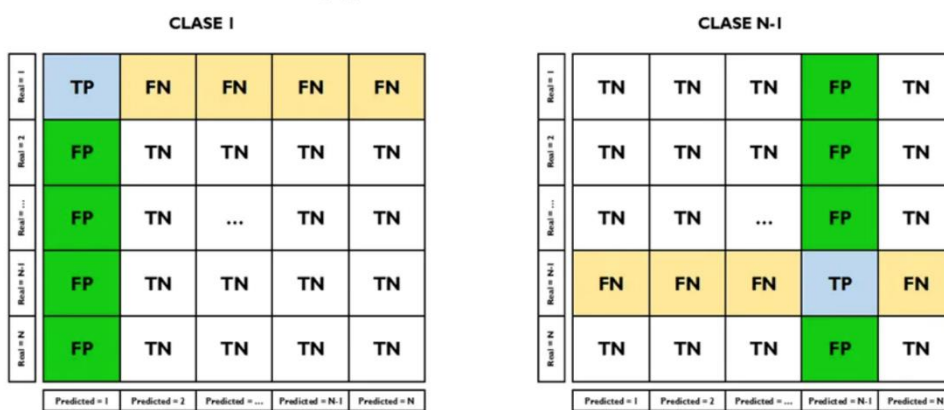 CLASE 1
Real = 1
TP FN FN FN FN
Real = 2
FP TN TN TN TN
Real = ...
FP TN ... TN TN
Real = N-1
FP TN TN TN TN
Real = N
FP TN TN TN TN
Predicted = 1 Predicted = 2 Predicted = ... Predicted = N-1 Predicted = N
CLASE N-1
Real = 1
TN TN TN FP TN
Real = 2
TN TN TN FP TN
Real = ...
TN TN ... FP TN
Real = N-1
FN FN FN TP FN
Real = N
TN TN TN FP TN
Predicted = 1 Predicted = 2 Predicted = ... Predicted = N-1 Predicted = N